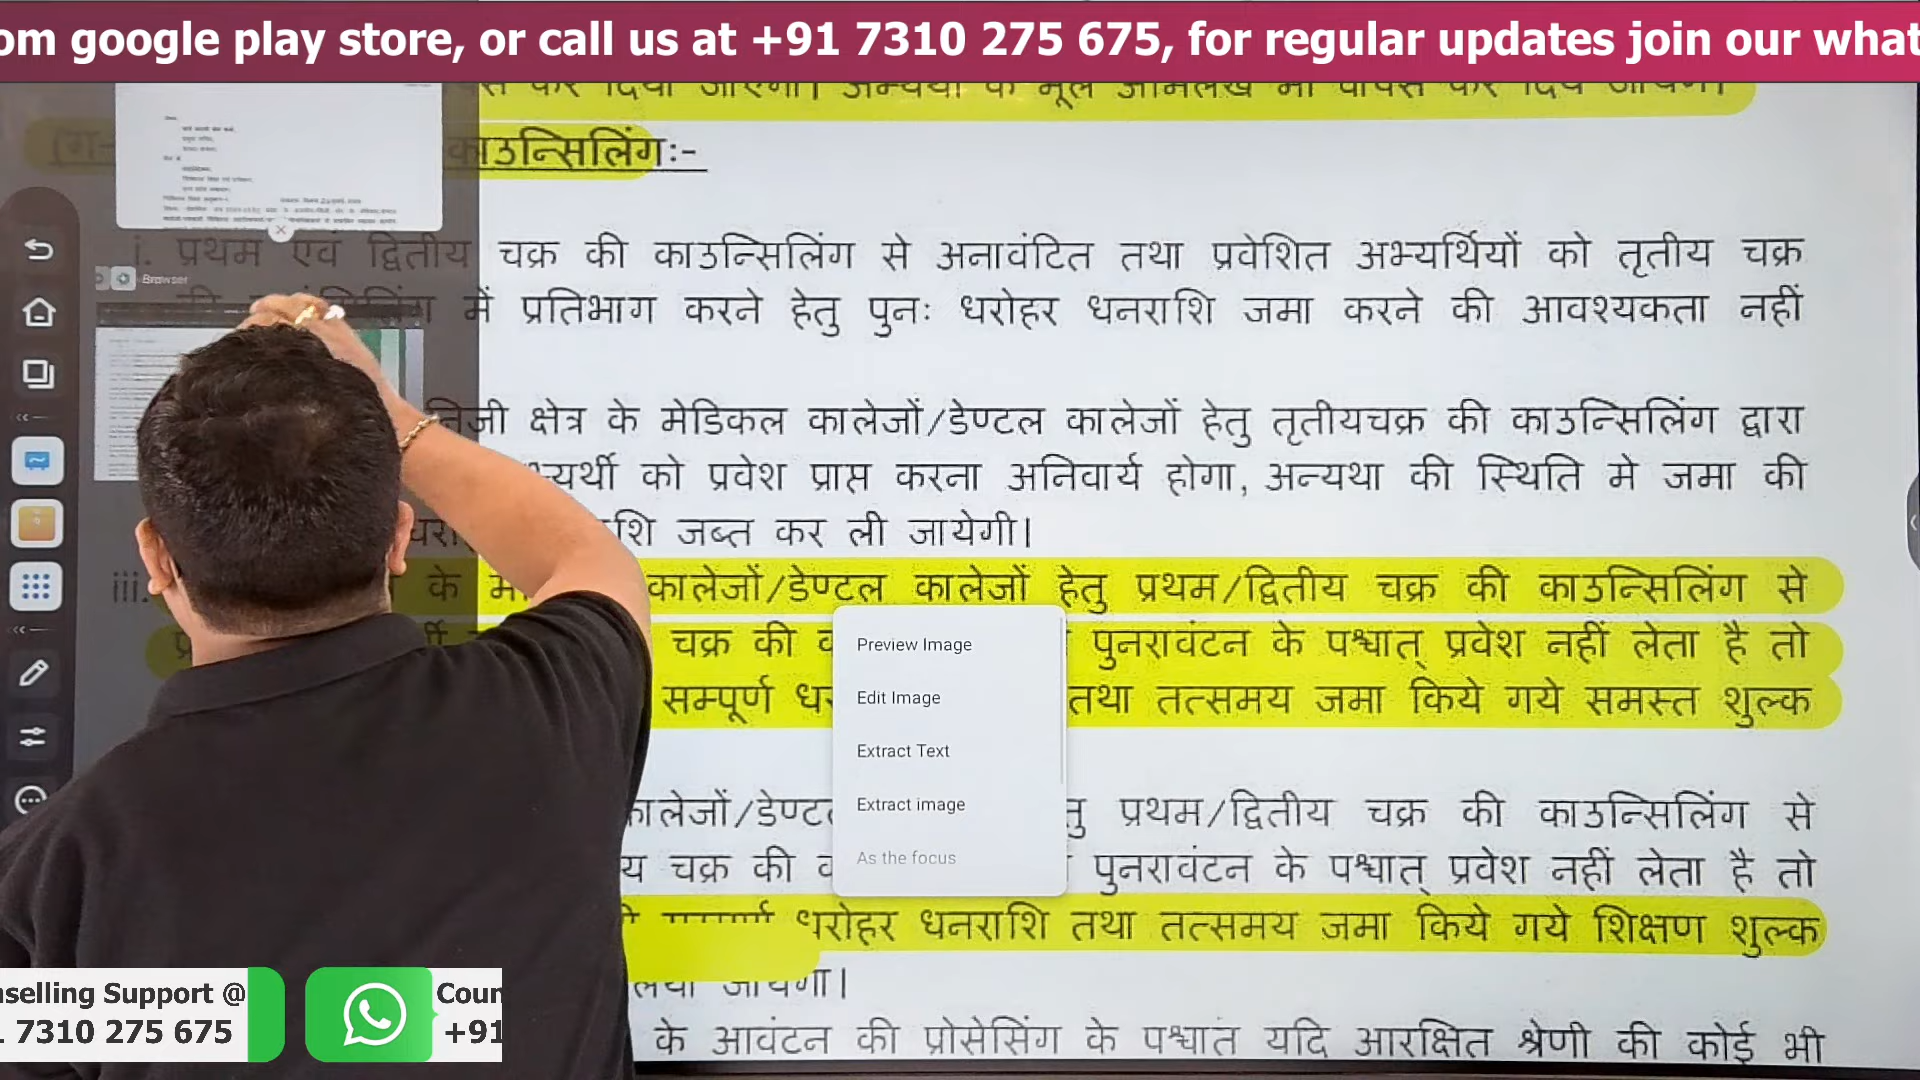 om google play store, or call us at +91 7310 275 675, for regular updates join our what
काउन्सिलिंगः-
i. प्रथम एवं द्वितीय चक्र की काउन्सिलिंग से अनावंटित तथा प्रवेशित अभ्यर्थियों को तृतीय चक्र
Browser
में प्रतिभाग करने हेतु पुनः धरोहर धनराशि जमा करने की आवश्यकता नहीं
निजी क्षेत्र के मेडिकल कालेजों/डेण्टल कालेजों हेतु तृतीयचक्र की काउन्सिलिंग द्वारा
को प्रवेश प्राप्त करना अनिवार्य होगा, अन्यथा की स्थिति मे जमा की
जब्त कर ली जायेगी।
iii. के कालेजों/डेण्टल कालेजों हेतु प्रथम/द्वितीय चक्र की काउन्सिलिंग से
चक्र की पुनरावंटन के पश्चात् प्रवेश नहीं लेता है तो
सम्पूर्ण तथा तत्समय जमा किये गये समस्त शुल्क
Preview Image
Edit Image
Extract Text
Extract image
As the focus
प्रथम/द्वितीय चक्र की काउन्सिलिंग से
चक्र की पुनरावंटन के पश्चात् प्रवेश नहीं लेता है तो
धरोहर धनराशि तथा तत्समय जमा किये गये शिक्षण शुल्क
के आवंटन की प्रोसेसिंग के पश्चात यदि आरक्षित श्रेणी की कोई भी
nselling Support @
7310 275 675
Coun
+91